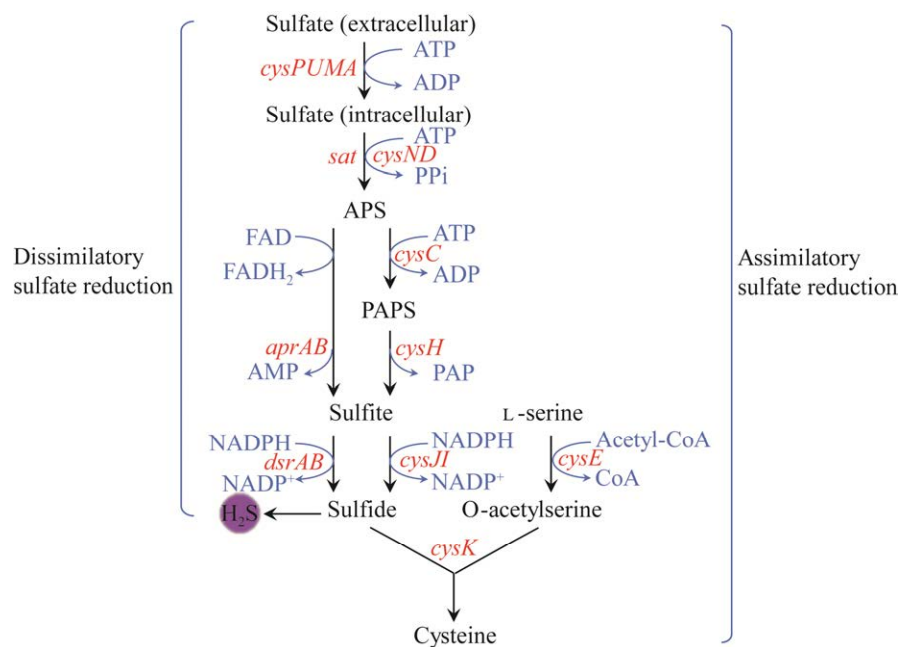 Sulfate (extracellular)
ATP
cysPUMA
ADP
Sulfate (intracellular)
ATP
sat cysND
PPi
APS
FAD ATP
cysC
FADH₂ ADP
Dissimilatory
sulfate reduction
Assimilatory
sulfate reduction
PAPS
aprAB cysH
AMP PAP
Sulfite L-serine
NADPH NADPH Acetyl-CoA
dsrAB cysJI cysE
NADP⁺ NADP⁺ CoA
H₂S Sulfide O-acetylserine
cysK
Cysteine